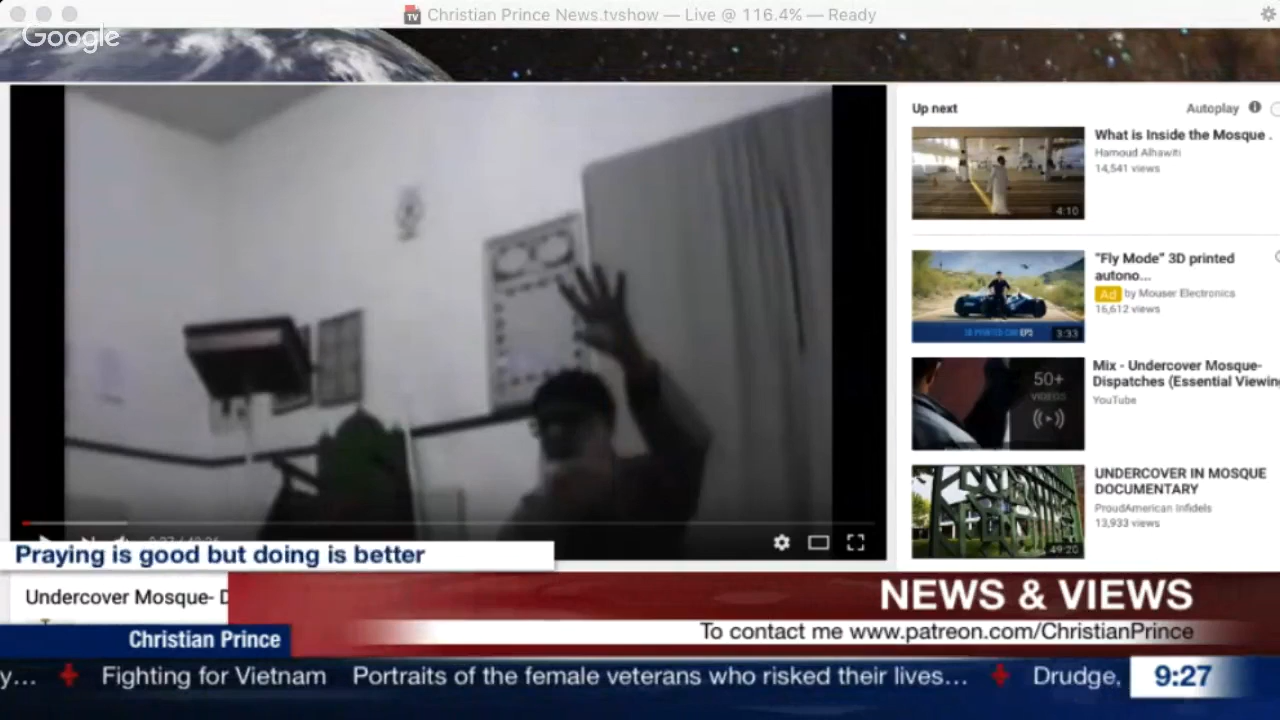 Christian Prince News.tvshow — Live @ 116.4% — Ready
TV
Google
Up next
Autoplay
What is Inside the Mosque .
Hamoud Alhawiti
14,541 views
4:10
"Fly Mode" 3D printed
autono...
Ad by Mouser Electronics
16,612 views
3:33
Mix - Undercover Mosque-
Dispatches (Essential Viewing
YouTube
50+
VIDEOS
UNDERCOVER IN MOSQUE
DOCUMENTARY
ProudAmerican Infidels
13,933 views
49:20
Praying is good but doing is better
Undercover Mosque- D
NEWS & VIEWS
To contact me www.patreon.com/ChristianPrince
Christian Prince
y... Fighting for Vietnam Portraits of the female veterans who risked their lives... Drudge,
9:27